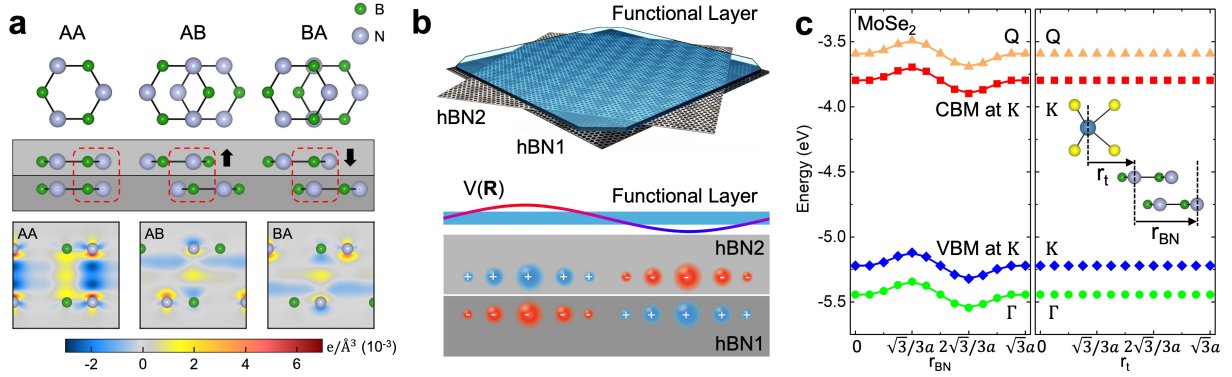 a
AA
AB
BA
B
N
AA
AB
BA
-2
0
2
4
6
e/Å³ (10⁻³)
b
Functional Layer
hBN2
hBN1
V(R)
Functional Layer
hBN2
+ + + + + - - - - -
- - - - - + + + + +
hBN1
c
MoSe₂
Energy (eV)
-3.5
-4.0
-4.5
-5.0
-5.5
Q
CBM at K
VBM at K
Γ
0
√3/3a
2√3/3a
√3a
r_BN
Q
K
r_t
r_BN
K
Γ
0
√3/3a
2√3/3a
√3a
r_t